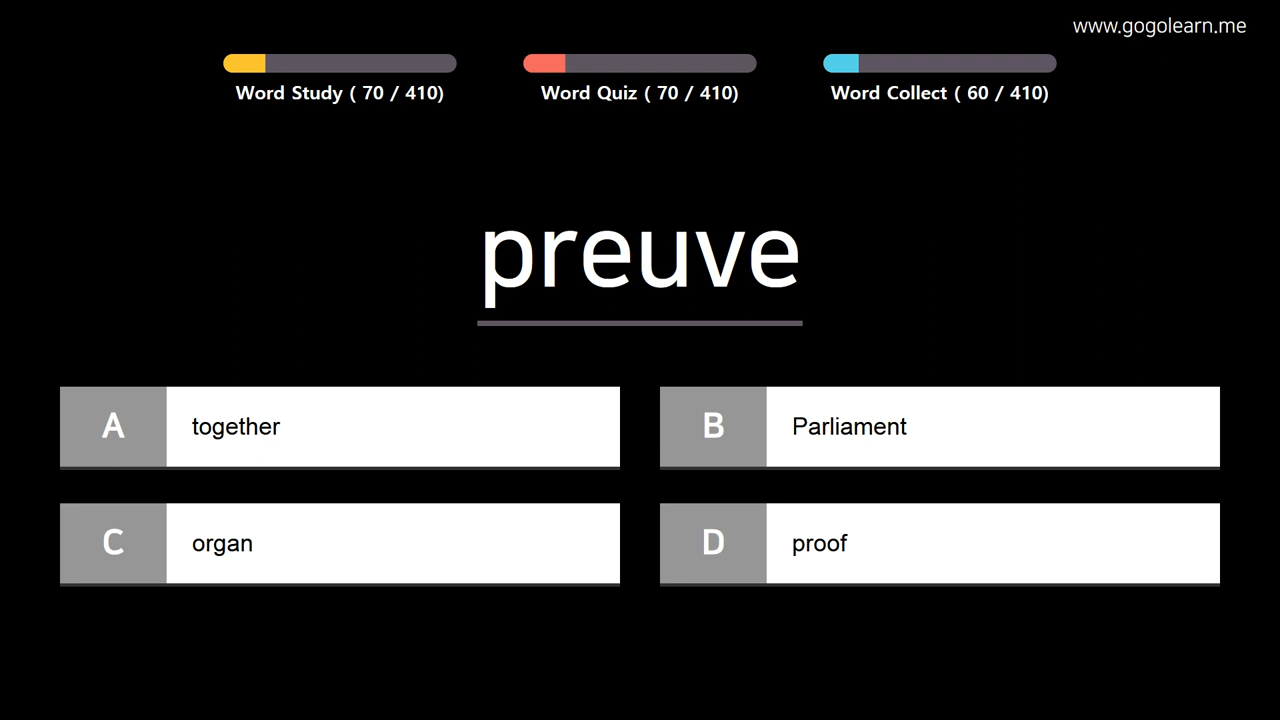 www.gogolearn.me
Word Study ( 70 / 410)
Word Quiz ( 70 / 410)
Word Collect ( 60 / 410)
preuve
A together
B Parliament
C organ
D proof